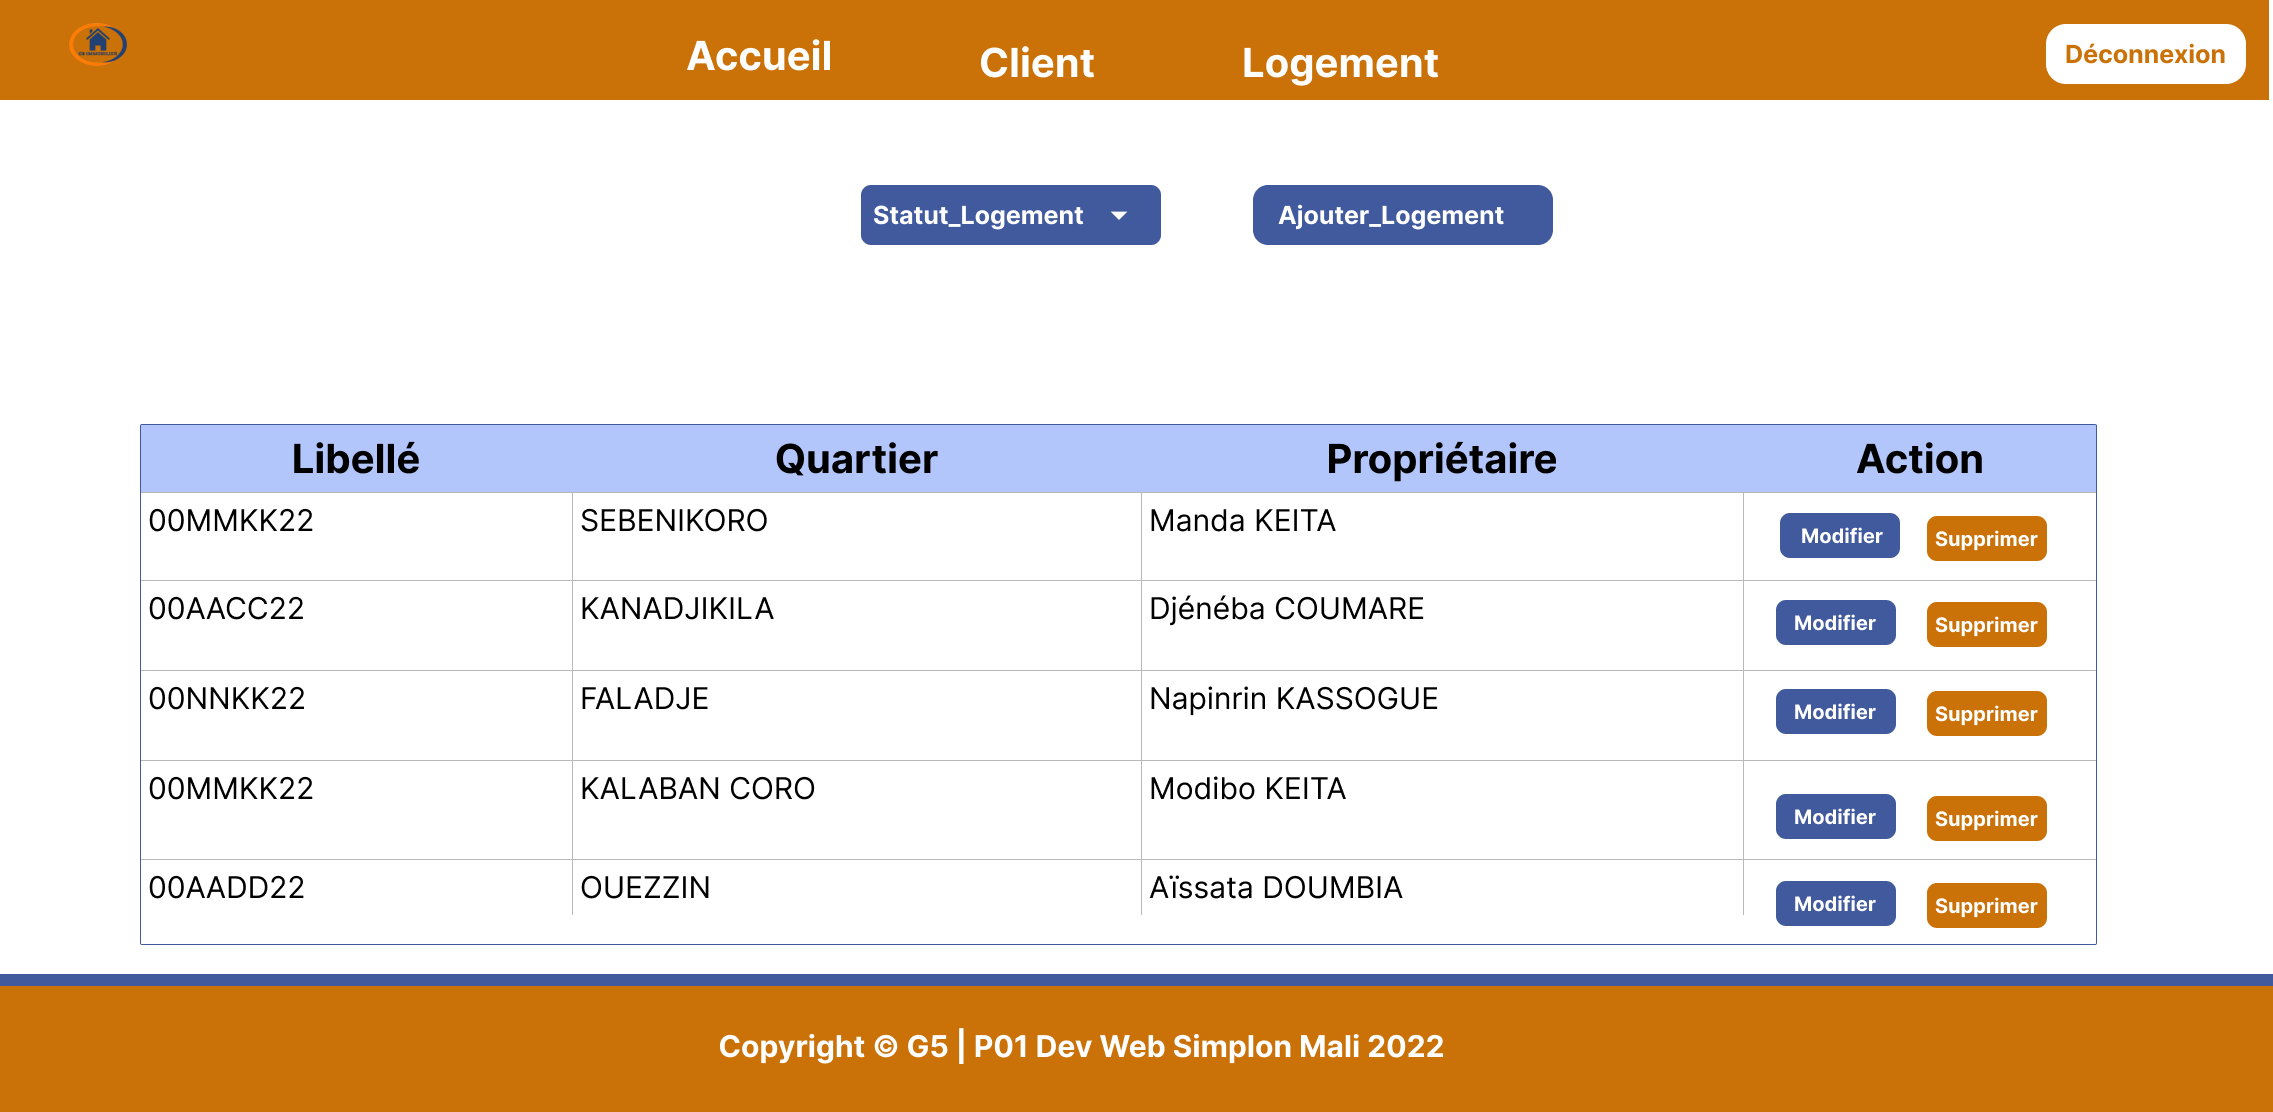 Accueil Client Logement Déconnexion
Statut_Logement Ajouter_Logement
Libellé Quartier Propriétaire Action
00MMKK22 SEBENIKORO Manda KEITA Modifier Supprimer
00AACC22 KANADJIKILA Djénéba COUMARE Modifier Supprimer
00NNKK22 FALADJE Napinrin KASSOGUE Modifier Supprimer
00MMKK22 KALABAN CORO Modibo KEITA Modifier Supprimer
00AADD22 OUEZZIN Aïssata DOUMBIA Modifier Supprimer
Copyright © G5 | P01 Dev Web Simplon Mali 2022